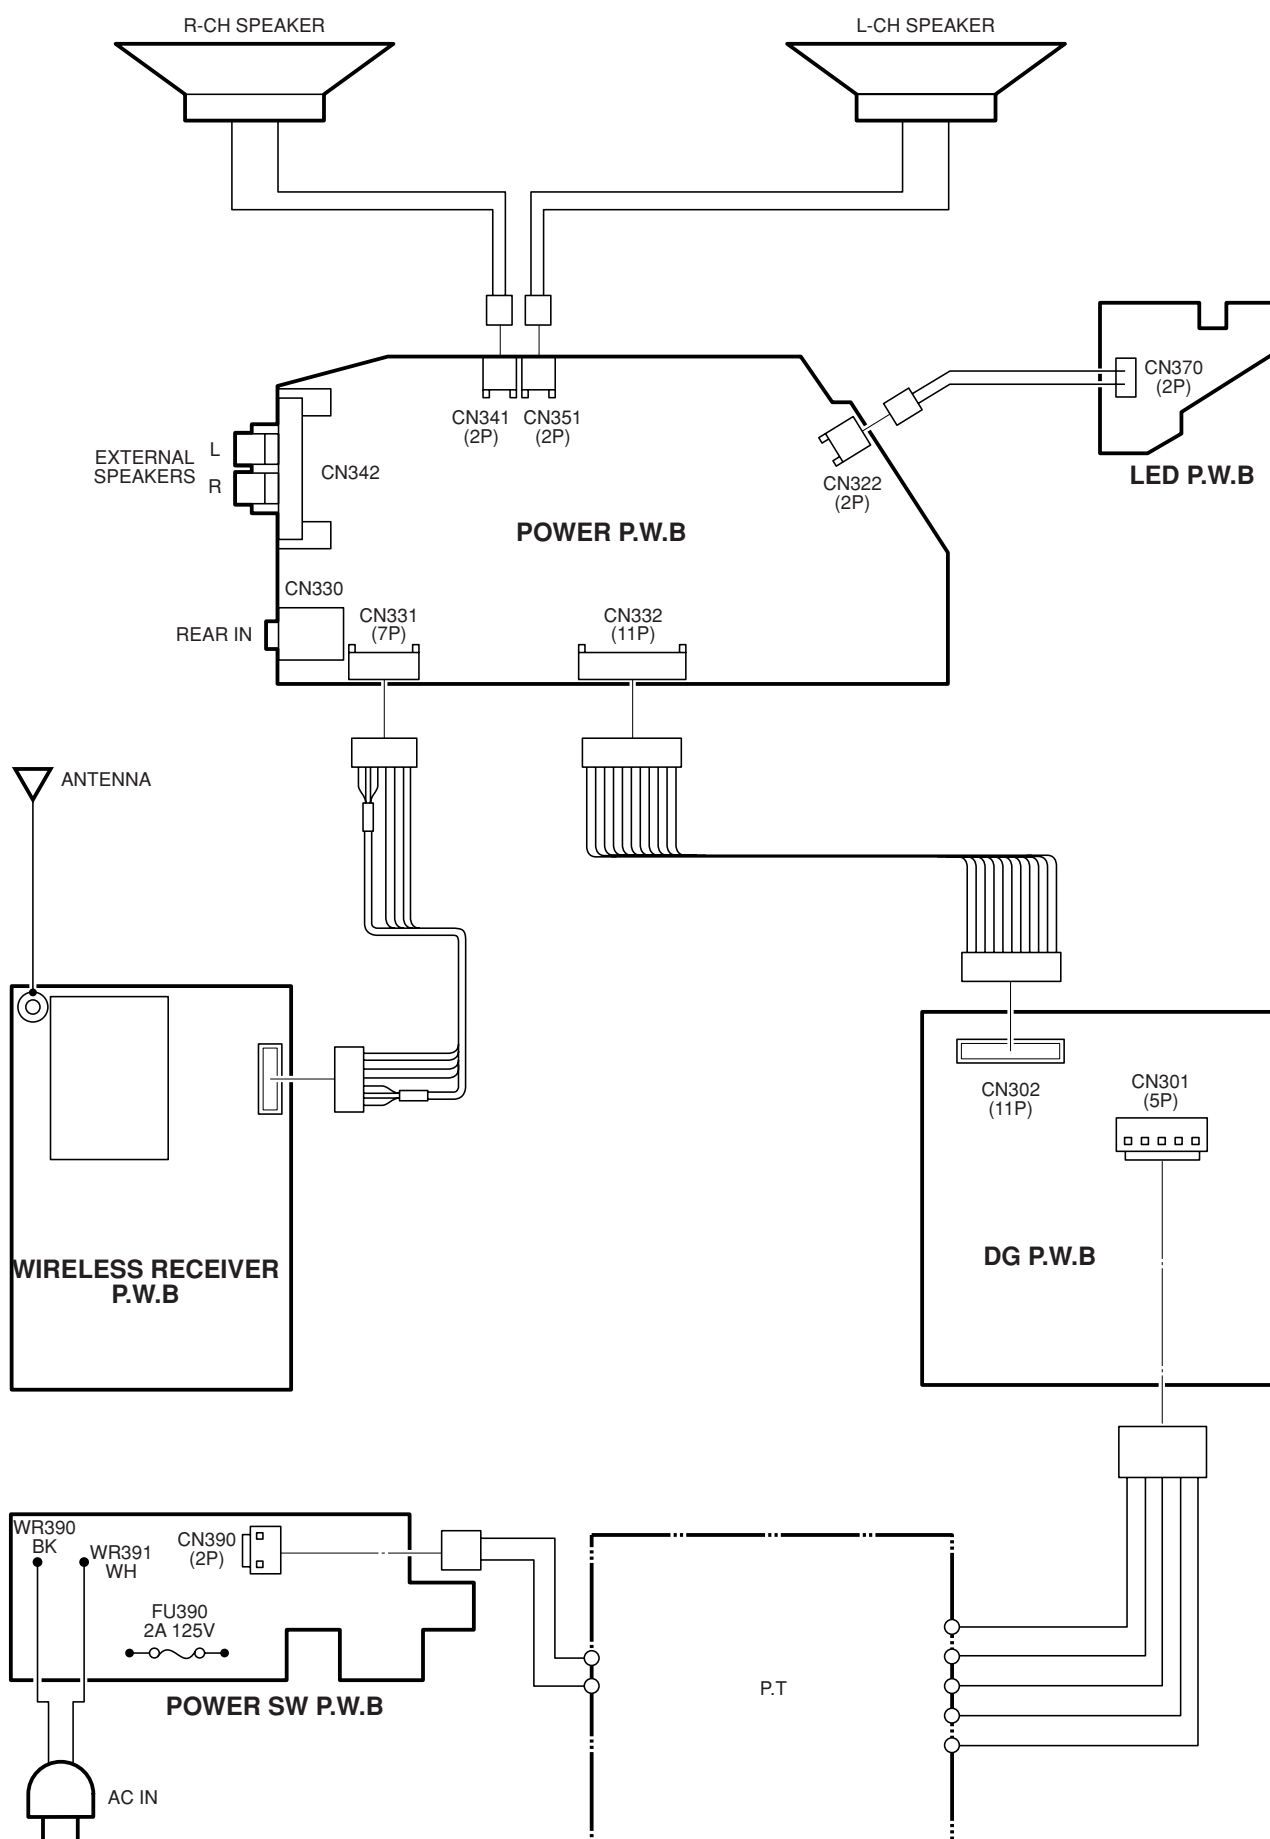 R-CH SPEAKER
L-CH SPEAKER
CN341
(2P)
CN351
(2P)
CN370
(2P)
LED P.W.B
EXTERNAL
SPEAKERS
L
R
CN342
CN322
(2P)
POWER P.W.B
CN330
REAR IN
CN331
(7P)
CN332
(11P)
ANTENNA
CN302
(11P)
CN301
(5P)
WIRELESS RECEIVER
P.W.B
DG P.W.B
WR390
BK
WR391
WH
CN390
(2P)
FU390
2A 125V
POWER SW P.W.B
P.T
AC IN